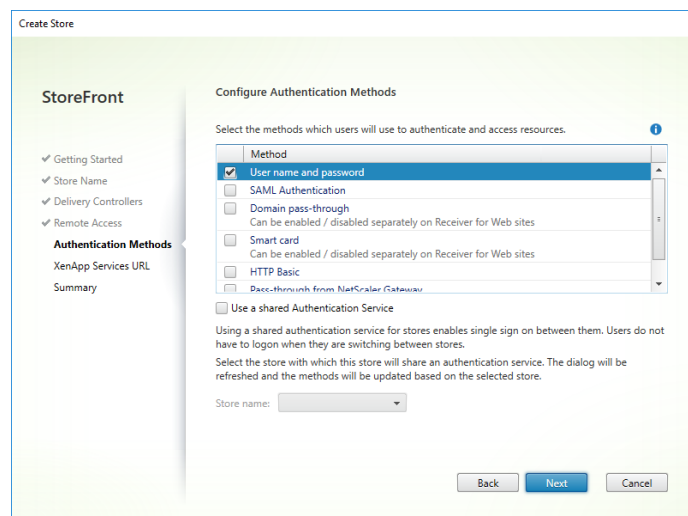 Create Store
StoreFront
Getting Started
Store Name
Delivery Controllers
Remote Access
Authentication Methods
XenApp Services URL
Summary
Configure Authentication Methods
Select the methods which users will use to authenticate and access resources.
Method
User name and password
SAML Authentication
Domain pass-through
Can be enabled / disabled separately on Receiver for Web sites
Smart card
Can be enabled / disabled separately on Receiver for Web sites
HTTP Basic
Pass-through from NetScaler Gateway
Use a shared Authentication Service
Using a shared authentication service for stores enables single sign on between them. Users do not
have to logon when they are switching between stores.
Select the store with which this store will share an authentication service. The dialog will be
refreshed and the methods will be updated based on the selected store.
Store name:
Back
Next
Cancel